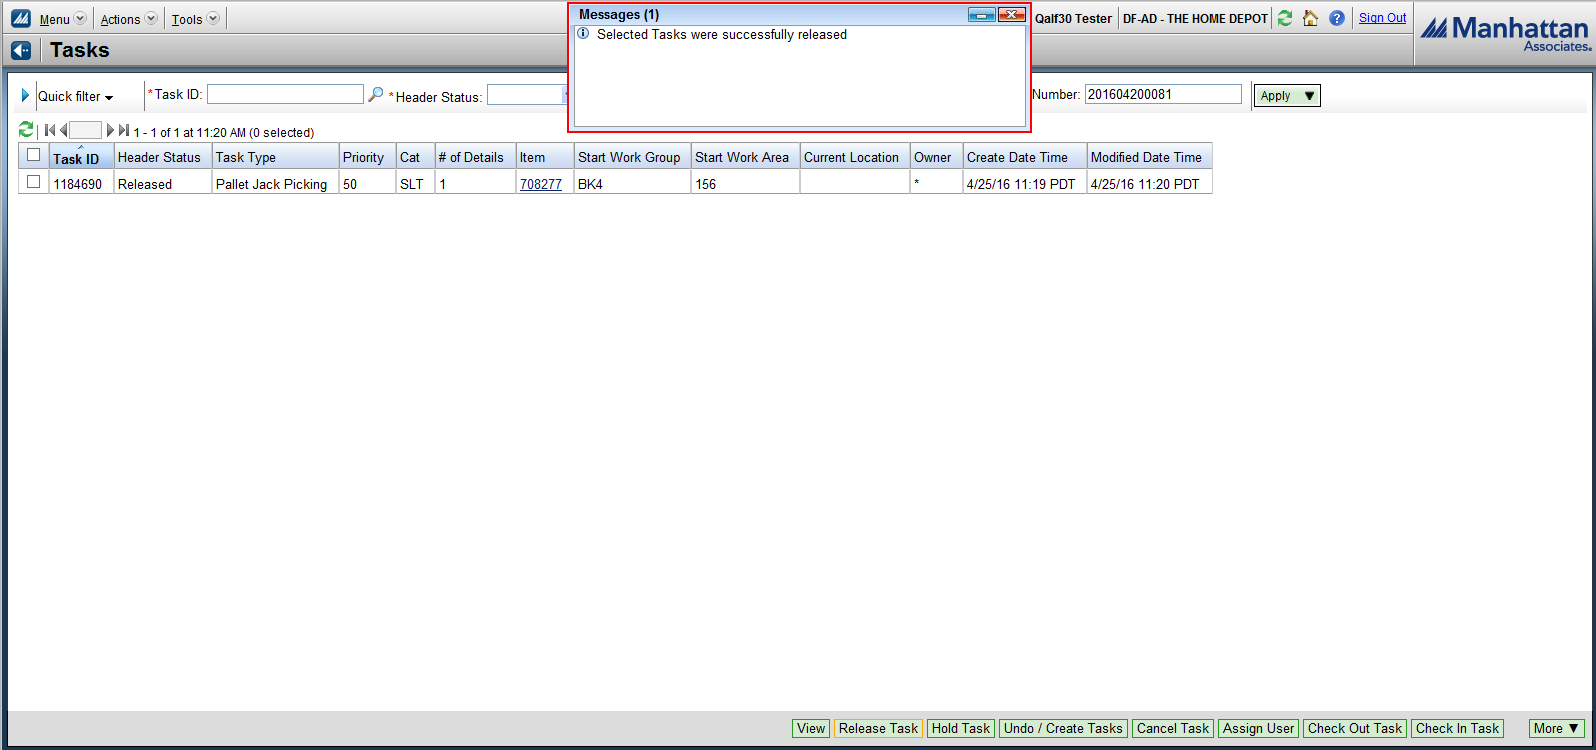 Menu Actions Tools
Messages (1)
Qalf30 Tester DF-AD - THE HOME DEPOT Sign Out
Manhattan
Associates.
Tasks
Selected Tasks were successfully released
Quick filter *Task ID: *Header Status: Number: 201604200081 Apply ▼
1 - 1 of 1 at 11:20 AM (0 selected)
Task ID Header Status Task Type Priority Cat # of Details Item Start Work Group Start Work Area Current Location Owner Create Date Time Modified Date Time
1184690 Released Pallet Jack Picking 50 SLT 1 708277 BK4 156 * 4/25/16 11:19 PDT 4/25/16 11:20 PDT
View Release Task Hold Task Undo / Create Tasks Cancel Task Assign User Check Out Task Check In Task More ▼